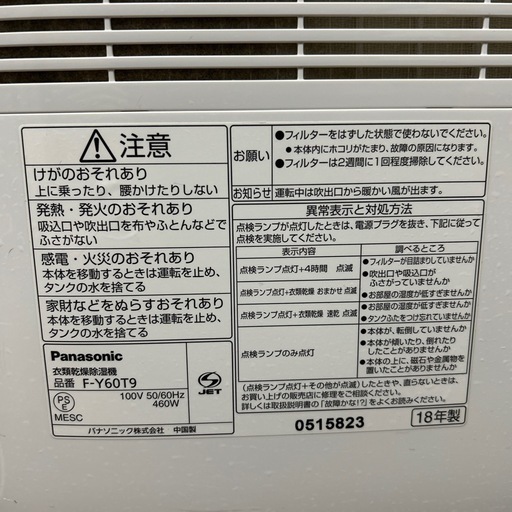 注意
けがのおそれあり
上に乗ったり、腰かけたりしない
発熱・発火のおそれあり
吸込口や吹出口を布やふとんなどで
ふさがない
感電・火災のおそれあり
本体を移動するときは運転を止め、
タンクの水を捨てる
家財などをぬらすおそれあり
本体を移動するときは運転を止め、
タンクの水を捨てる
Panasonic
衣類乾燥除湿機
品番 F-Y60T9
100V 50/60Hz
460W
PS
E
MESC
JET
パナソニック株式会社 中国製
お願い
●フィルターをはずした状態で使わないでください。
●本体内にホコリがたまり、故障の原因になります。
●フィルターは2週間に1回程度掃除してください。
お知らせ 運転中は吹出口から暖かい風が出ます。
異常表示と対処方法
点検ランプが点灯したときは、電源プラグを抜き、下記に従って
点検を実施してください。
表示内容 調べるところ
点検ランプ点灯+4時間 点滅
●フィルターが目詰まりしていませんか
●吹出口や吸込口が
ふさがっていませんか
点検ランプ点灯+衣類乾燥 おまかせ 点滅
●お部屋の温度が低すぎませんか
点検ランプ点灯+衣類乾燥 速乾 点滅
●お部屋の湿度が低すぎませんか
●タンクふたをつけ忘れていませんか
点検ランプのみ点灯
●本体が、転倒していませんか
●本体が傾いたり、倒れたり
したことがありませんか
●本体の上に、磁石や金属物を
置いたことがありませんか
(点検ランプ点灯+その他が点滅)のときや、直らないときは、
お買い上げの販売店に修理をご相談ください。
詳しくは取扱説明書の「故障かな!?」をよくお読みください。
0515823
18年製